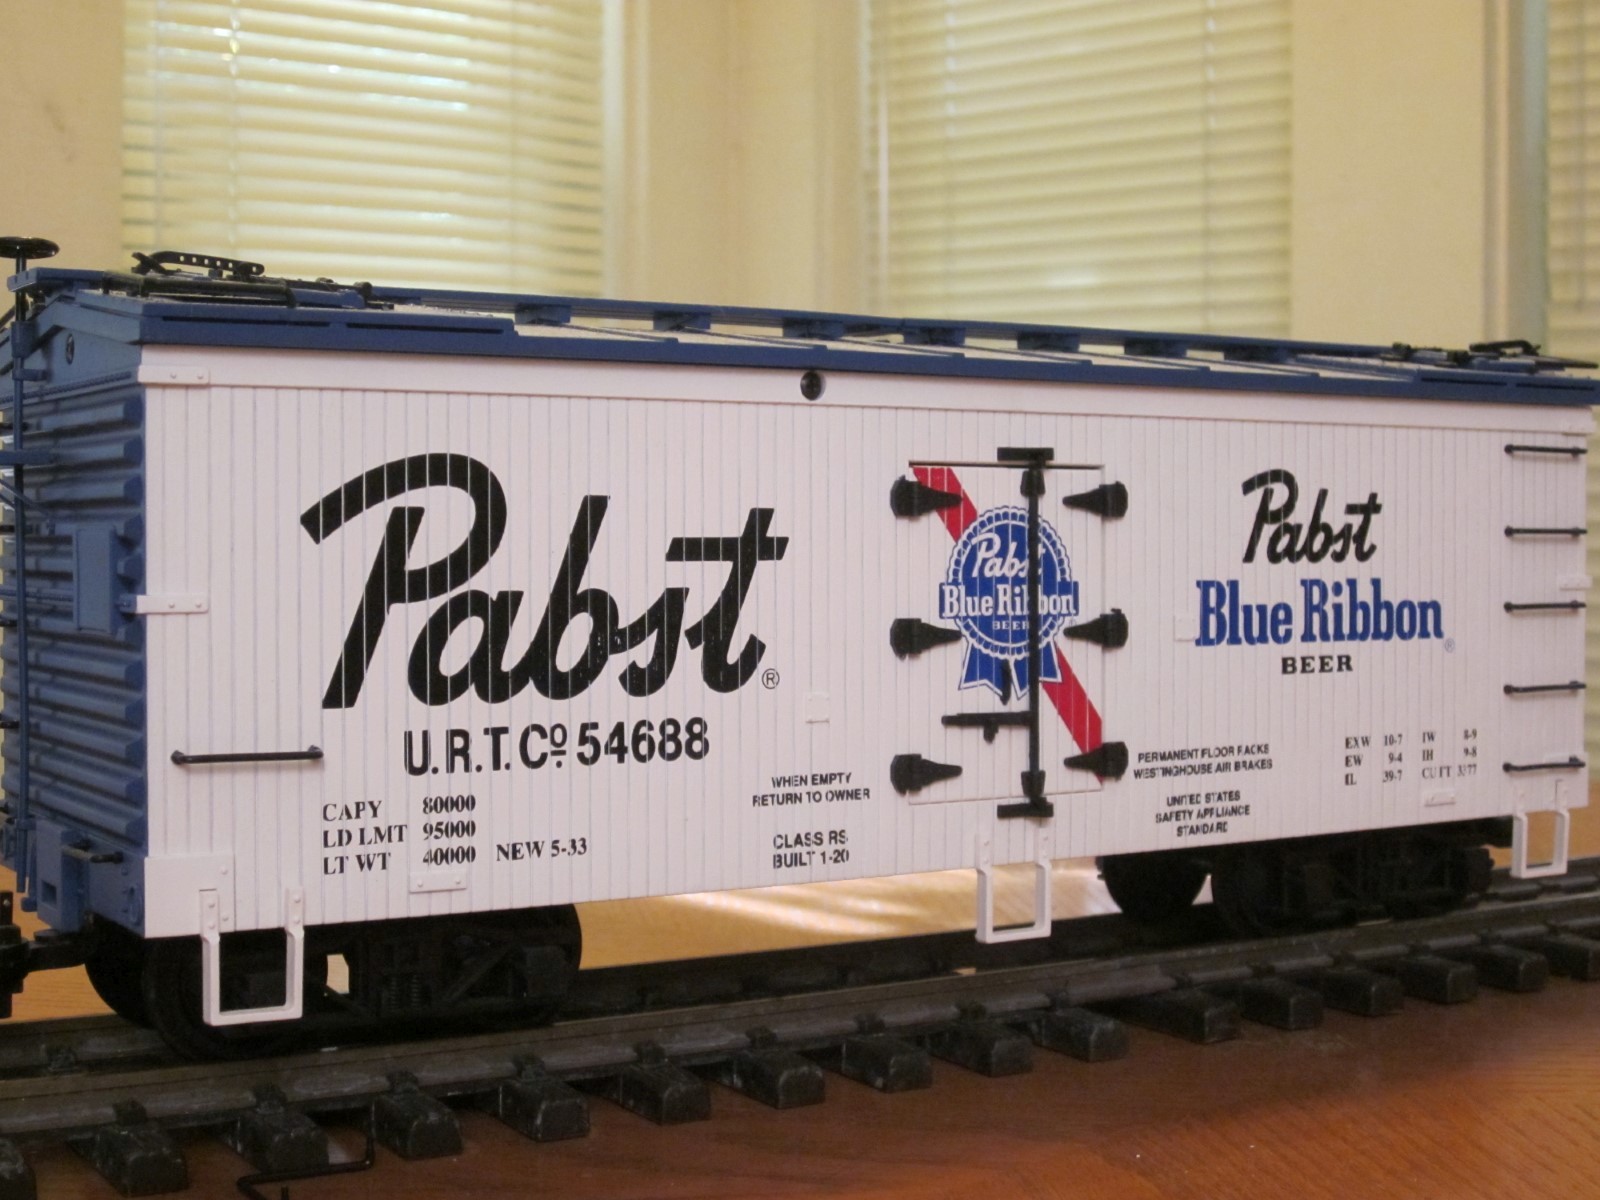 Pabst ®
U.R.T. Cº 54688
CAPY 80000
LD LMT 95000
LT WT 40000 NEW 5-33
WHEN EMPTY
RETURN TO OWNER
CLASS RS
BUILT 1-20
Pabst
Blue Ribbon
BEER
Pabst
Blue Ribbon ®
BEER
PERMANENT FLOOR RACKS
WESTINGHOUSE AIR BRAKES
UNITED STATES
SAFETY APPLIANCE
STANDARD
EXW 10-7 IW 8-9
EW 9-4 IH 9-8
IL 39-7 CU FT 3377